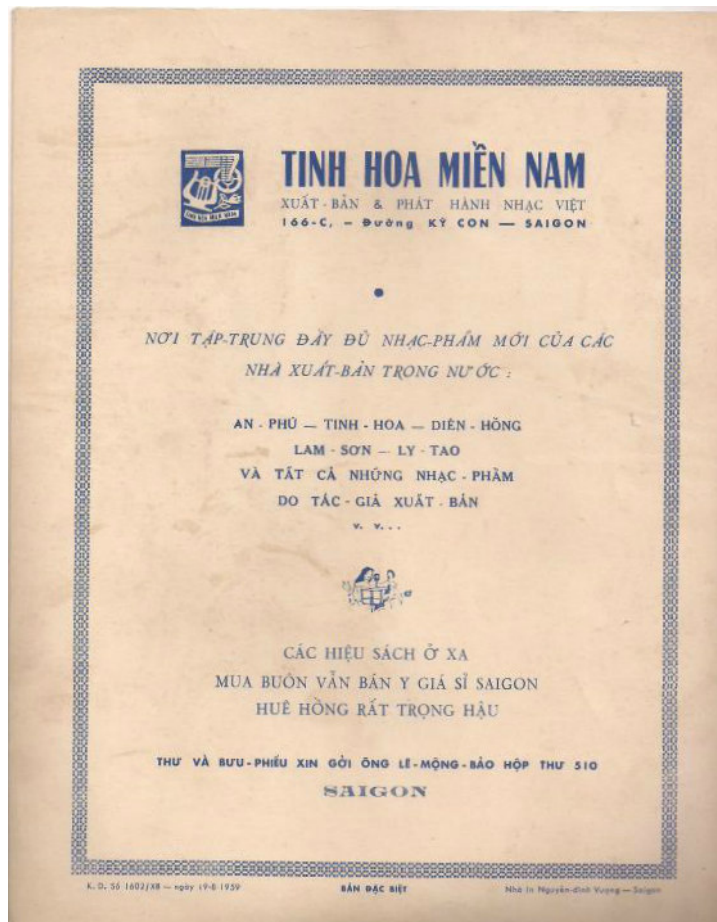 TINH HOA MIỀN NAM
XUẤT-BẢN & PHÁT HÀNH NHẠC VIỆT
166-C, – Đường KỲ CON — SAIGON
TINH HOA MIỀN NAM
NƠI TẬP-TRUNG ĐẦY ĐỦ NHẠC-PHẨM MỚI CỦA CÁC
NHÀ XUẤT-BẢN TRONG NƯỚC :
AN - PHÚ — TINH - HOA — DIÊN - HỒNG
LAM - SƠN — LY - TAO
VÀ TẤT CẢ NHỮNG NHẠC - PHẨM
DO TÁC - GIẢ XUẤT - BẢN
v. v...
CÁC HIỆU SÁCH Ở XA
MUA BUÔN VẪN BÁN Y GIÁ SỈ SAIGON
HUÊ HỒNG RẤT TRỌNG HẬU
THƯ VÀ BƯU-PHIẾU XIN GỞI ÔNG LÊ-MỘNG-BẢO HỘP THƯ 510
SAIGON
K. D. Số 1602/XB — ngày 19-8 1959
BẢN ĐẶC BIỆT
Nhà in Nguyễn-đình Vượng — Saigon